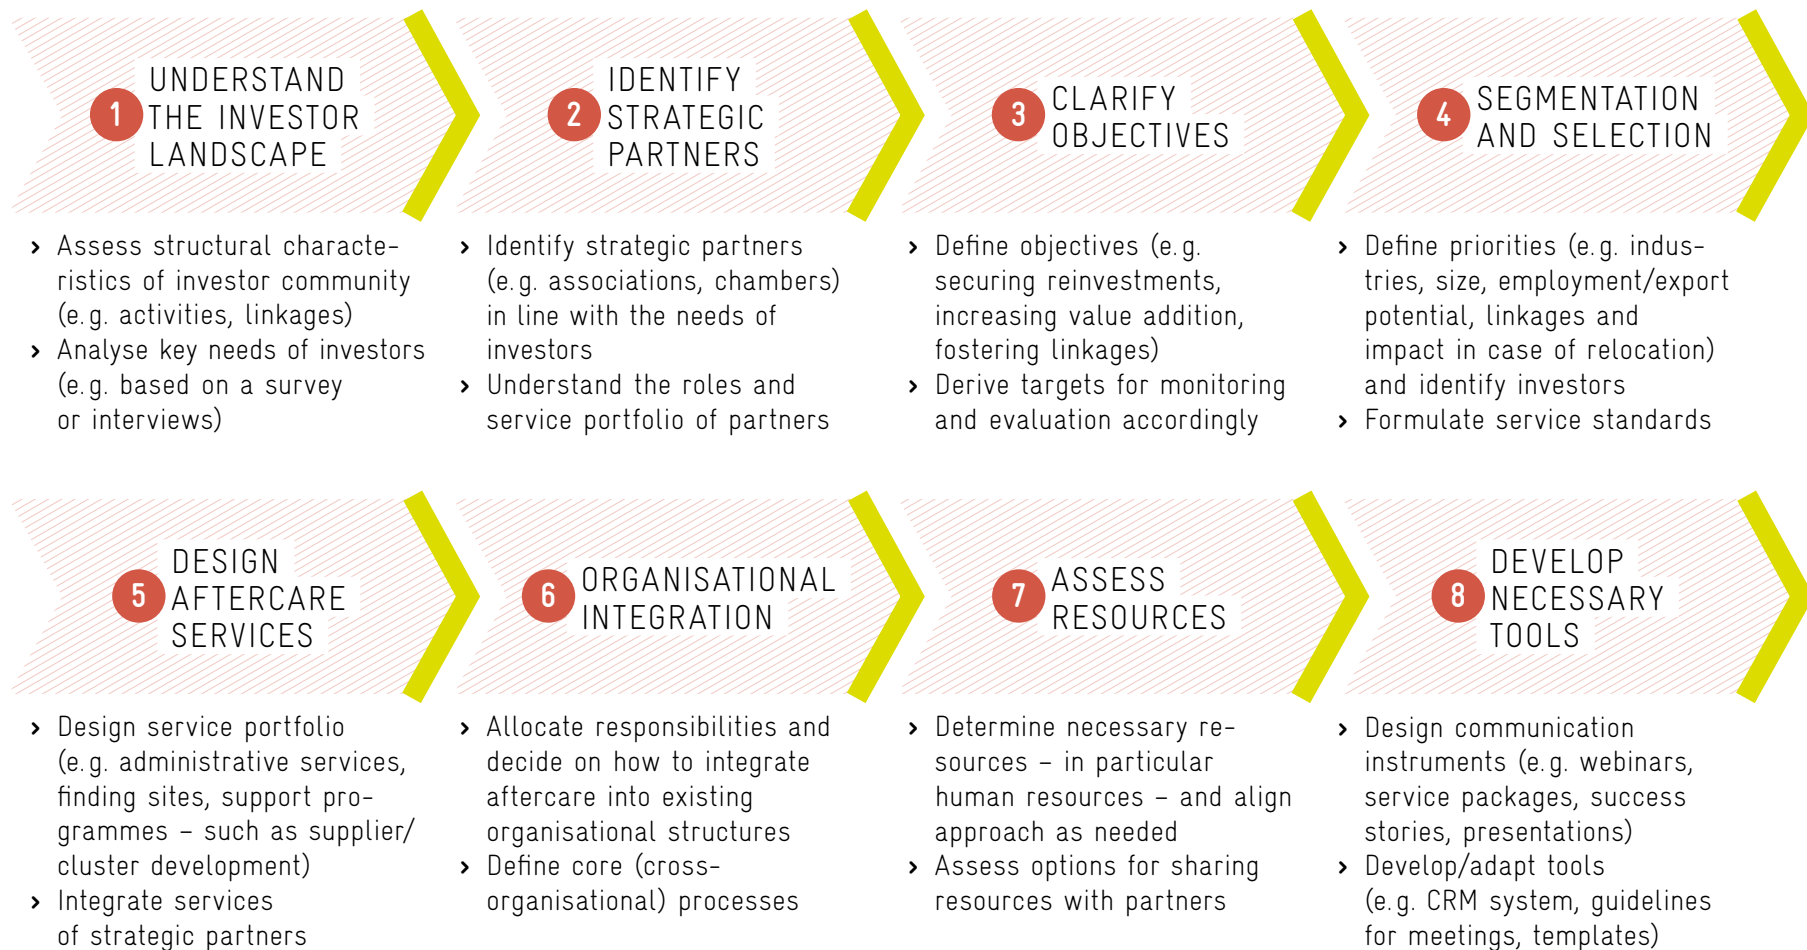 1
UNDERSTAND
THE INVESTOR
LANDSCAPE
› Assess structural characte-
ristics of investor community
(e. g. activities, linkages)
› Analyse key needs of investors
(e. g. based on a survey
or interviews)
2
IDENTIFY
STRATEGIC
PARTNERS
› Identify strategic partners
(e. g. associations, chambers)
in line with the needs of
investors
› Understand the roles and
service portfolio of partners
3
CLARIFY
OBJECTIVES
› Define objectives (e. g.
securing reinvestments,
increasing value addition,
fostering linkages)
› Derive targets for monitoring
and evaluation accordingly
4
SEGMENTATION
AND SELECTION
› Define priorities (e. g. indus-
tries, size, employment/export
potential, linkages and
impact in case of relocation)
and identify investors
› Formulate service standards
5
DESIGN
AFTERCARE
SERVICES
› Design service portfolio
(e. g. administrative services,
finding sites, support pro-
grammes – such as supplier/
cluster development)
› Integrate services
of strategic partners
6
ORGANISATIONAL
INTEGRATION
› Allocate responsibilities and
decide on how to integrate
aftercare into existing
organisational structures
› Define core (cross-
organisational) processes
7
ASSESS
RESOURCES
› Determine necessary re-
sources – in particular
human resources – and align
approach as needed
› Assess options for sharing
resources with partners
8
DEVELOP
NECESSARY
TOOLS
› Design communication
instruments (e. g. webinars,
service packages, success
stories, presentations)
› Develop/adapt tools
(e. g. CRM system, guidelines
for meetings, templates)